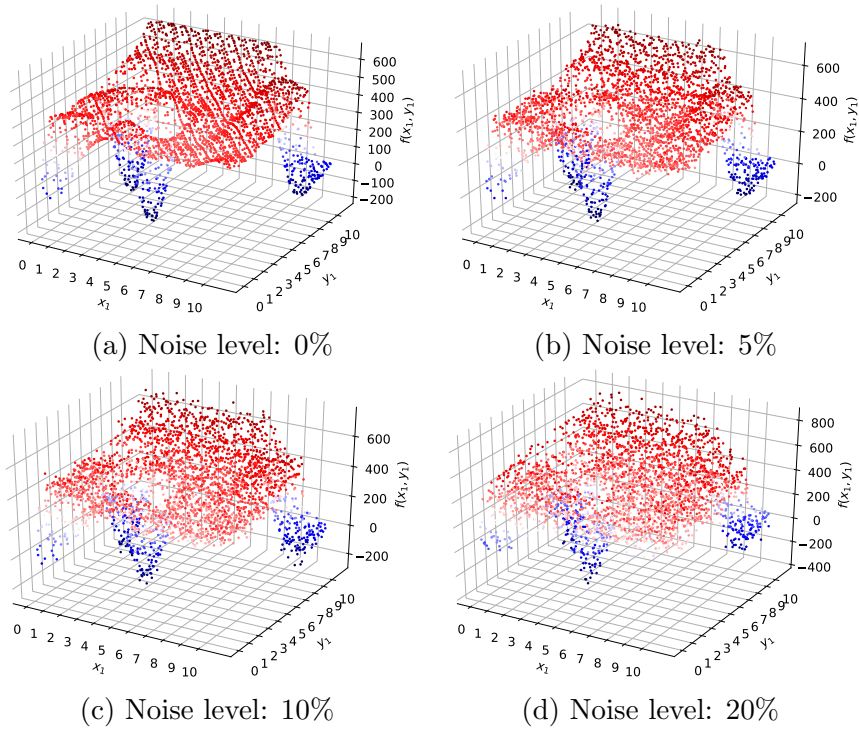 600
500
400
300
200
100
0
−100
−200
f(x₁, y₁)
0 1 2 3 4 5 6 7 8 9 10
x₁
0 1 2 3 4 5 6 7 8 9 10
y₁
(a) Noise level: 0%
600
400
200
0
−200
f(x₁, y₁)
0 1 2 3 4 5 6 7 8 9 10
x₁
0 1 2 3 4 5 6 7 8 9 10
y₁
(b) Noise level: 5%
600
400
200
0
−200
f(x₁, y₁)
0 1 2 3 4 5 6 7 8 9 10
x₁
0 1 2 3 4 5 6 7 8 9 10
y₁
(c) Noise level: 10%
800
600
400
200
0
−200
−400
f(x₁, y₁)
0 1 2 3 4 5 6 7 8 9 10
x₁
0 1 2 3 4 5 6 7 8 9 10
y₁
(d) Noise level: 20%